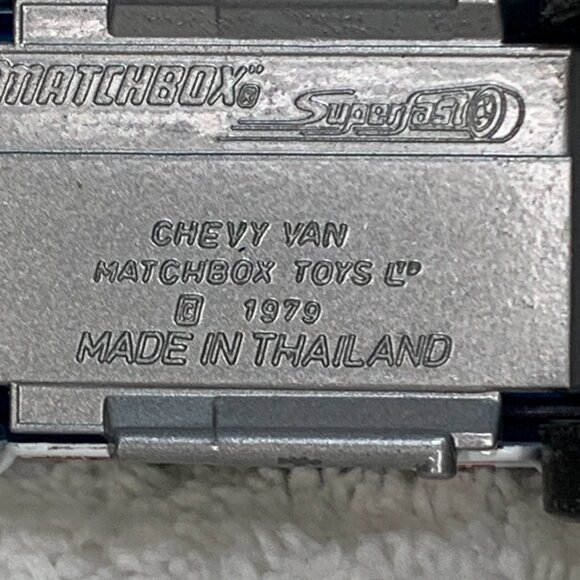 "MATCHBOX"®
Superfast
CHEVY VAN
MATCHBOX TOYS LTD
© 1979
MADE IN THAILAND